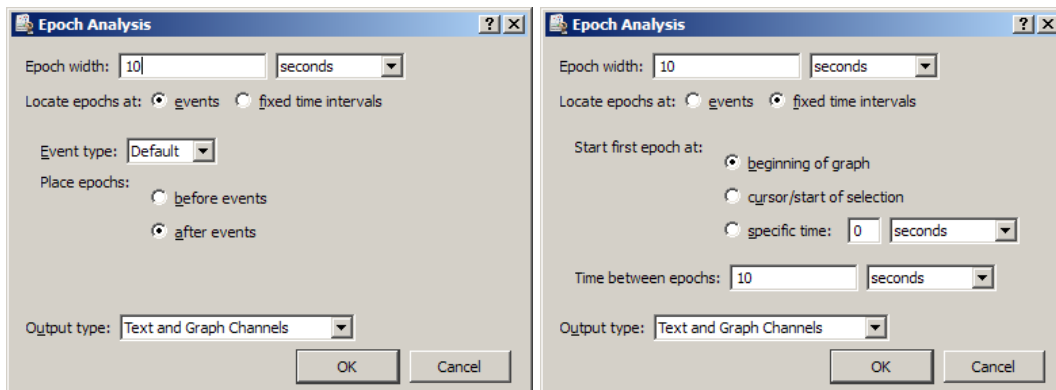 Epoch Analysis
Epoch width: 10 seconds
Locate epochs at: events fixed time intervals
Event type: Default
Place epochs:
before events
after events
Output type: Text and Graph Channels
OK Cancel
Epoch Analysis
Epoch width: 10 seconds
Locate epochs at: events fixed time intervals
Start first epoch at:
beginning of graph
cursor/start of selection
specific time: 0 seconds
Time between epochs: 10 seconds
Output type: Text and Graph Channels
OK Cancel